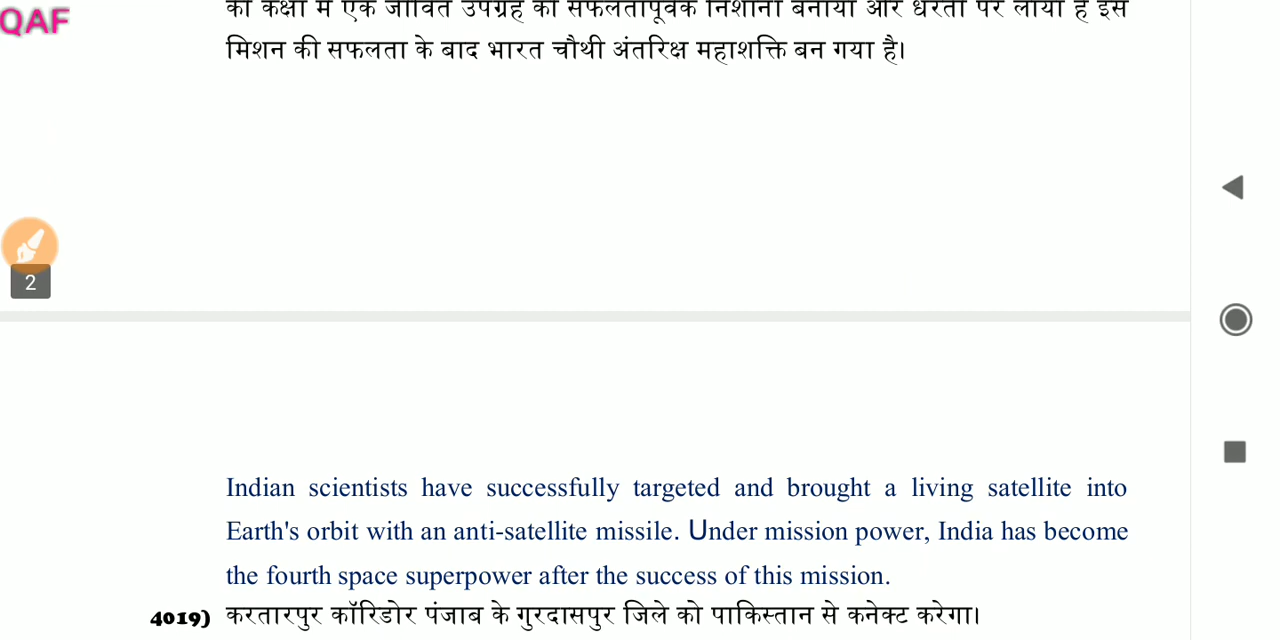 QAF
की कक्षा में एक जीवित उपग्रह को सफलतापूर्वक निशाना बनाया और धरती पर लाया है इस
मिशन की सफलता के बाद भारत चौथी अंतरिक्ष महाशक्ति बन गया है।
2
Indian scientists have successfully targeted and brought a living satellite into
Earth's orbit with an anti-satellite missile. Under mission power, India has become
the fourth space superpower after the success of this mission.
4019) करतारपुर कॉरिडोर पंजाब के गुरदासपुर जिले को पाकिस्तान से कनेक्ट करेगा।